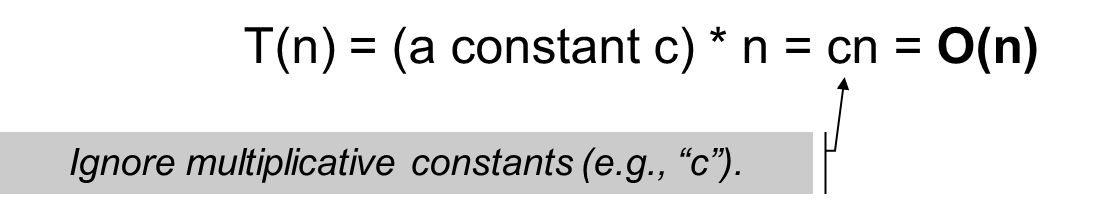 T(n) = (a constant c) * n = cn = O(n)
Ignore multiplicative constants (e.g., “c”).